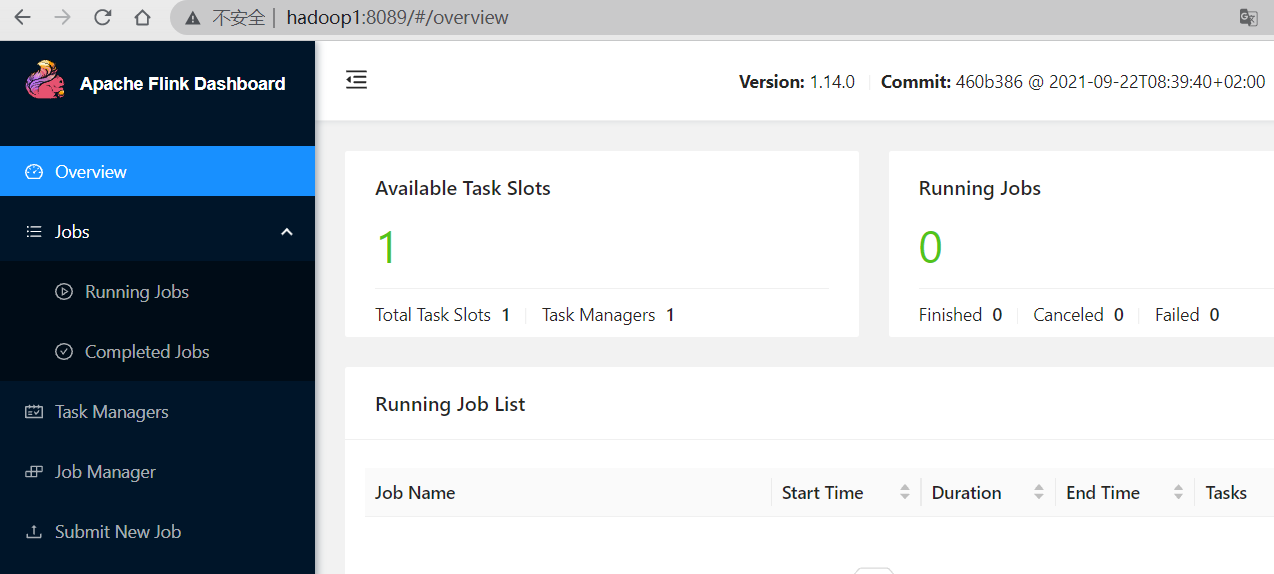 不安全 | hadoop1:8089/#/overview
Apache Flink Dashboard
Version: 1.14.0 Commit: 460b386 @ 2021-09-22T08:39:40+02:00
Overview
Jobs
Running Jobs
Completed Jobs
Task Managers
Job Manager
Submit New Job
Available Task Slots
1
Total Task Slots 1 Task Managers 1
Running Jobs
0
Finished 0 Canceled 0 Failed 0
Running Job List
Job Name Start Time Duration End Time Tasks